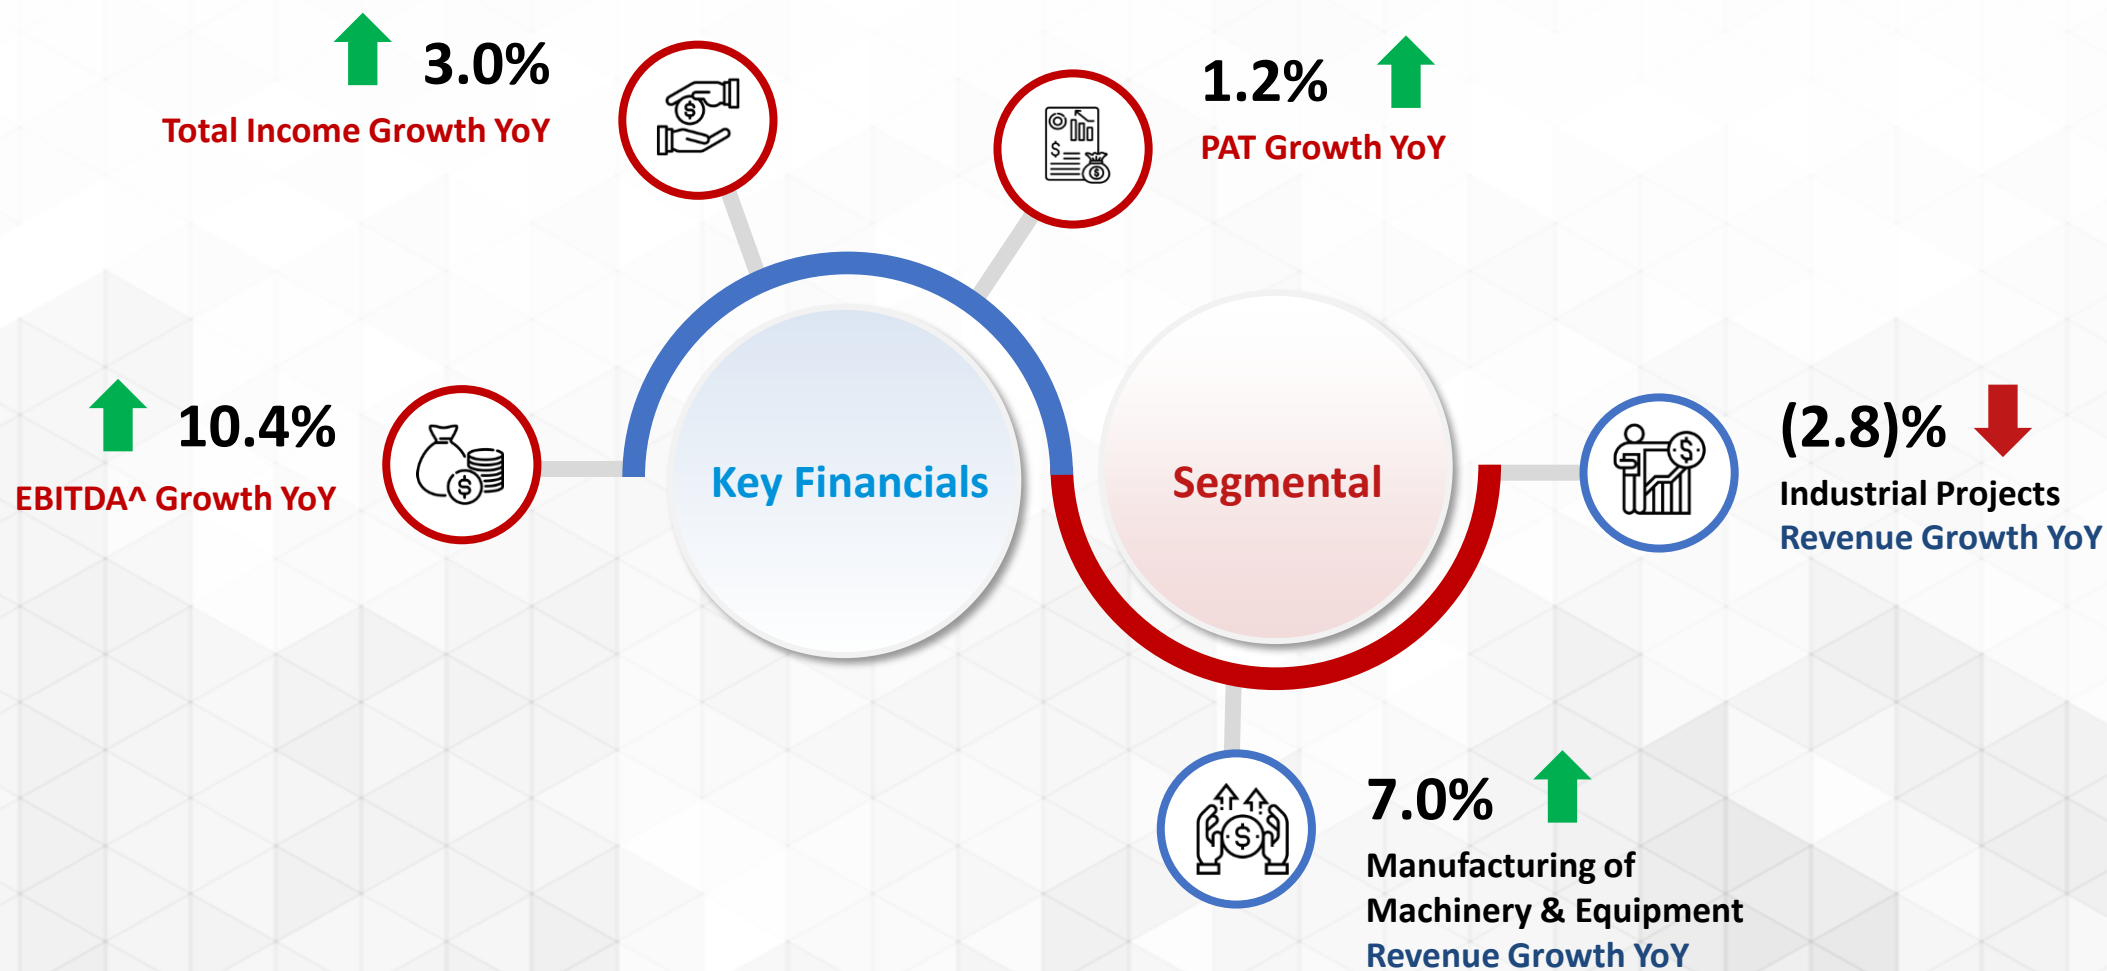 3.0%
Total Income Growth YoY
1.2%
PAT Growth YoY
10.4%
EBITDA^ Growth YoY
Key Financials
Segmental
(2.8)%
Industrial Projects
Revenue Growth YoY
7.0%
Manufacturing of
Machinery & Equipment
Revenue Growth YoY